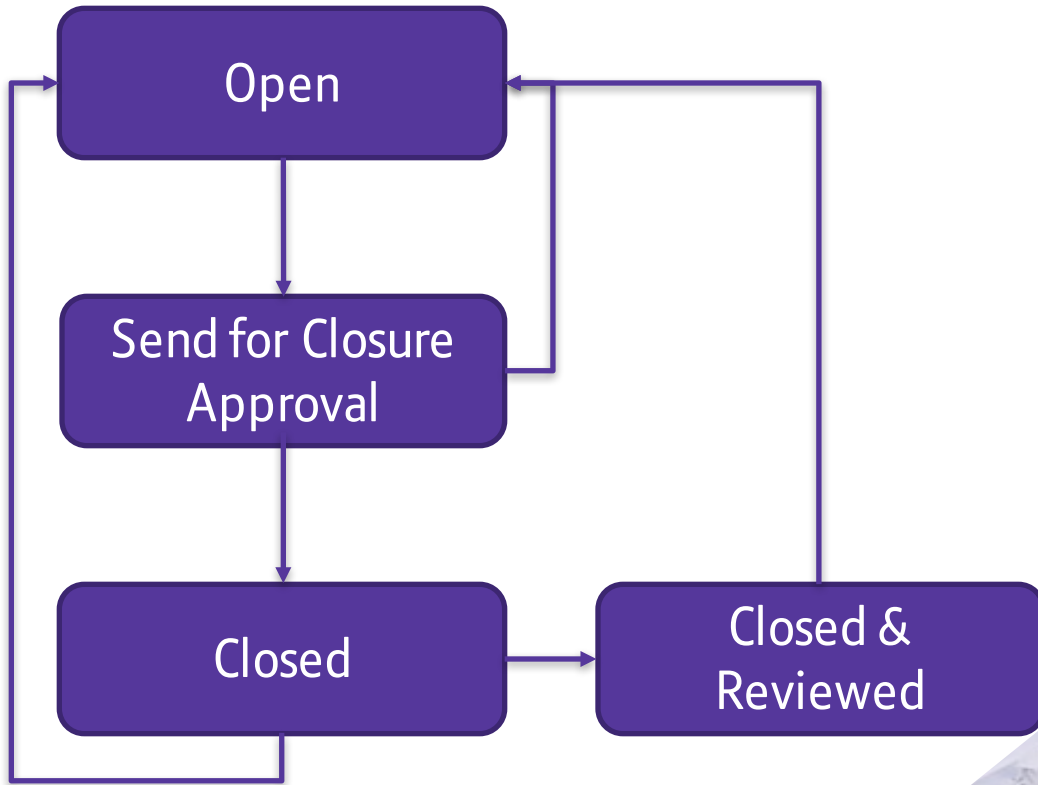 Open
Send for Closure
Approval
Closed
Closed &
Reviewed